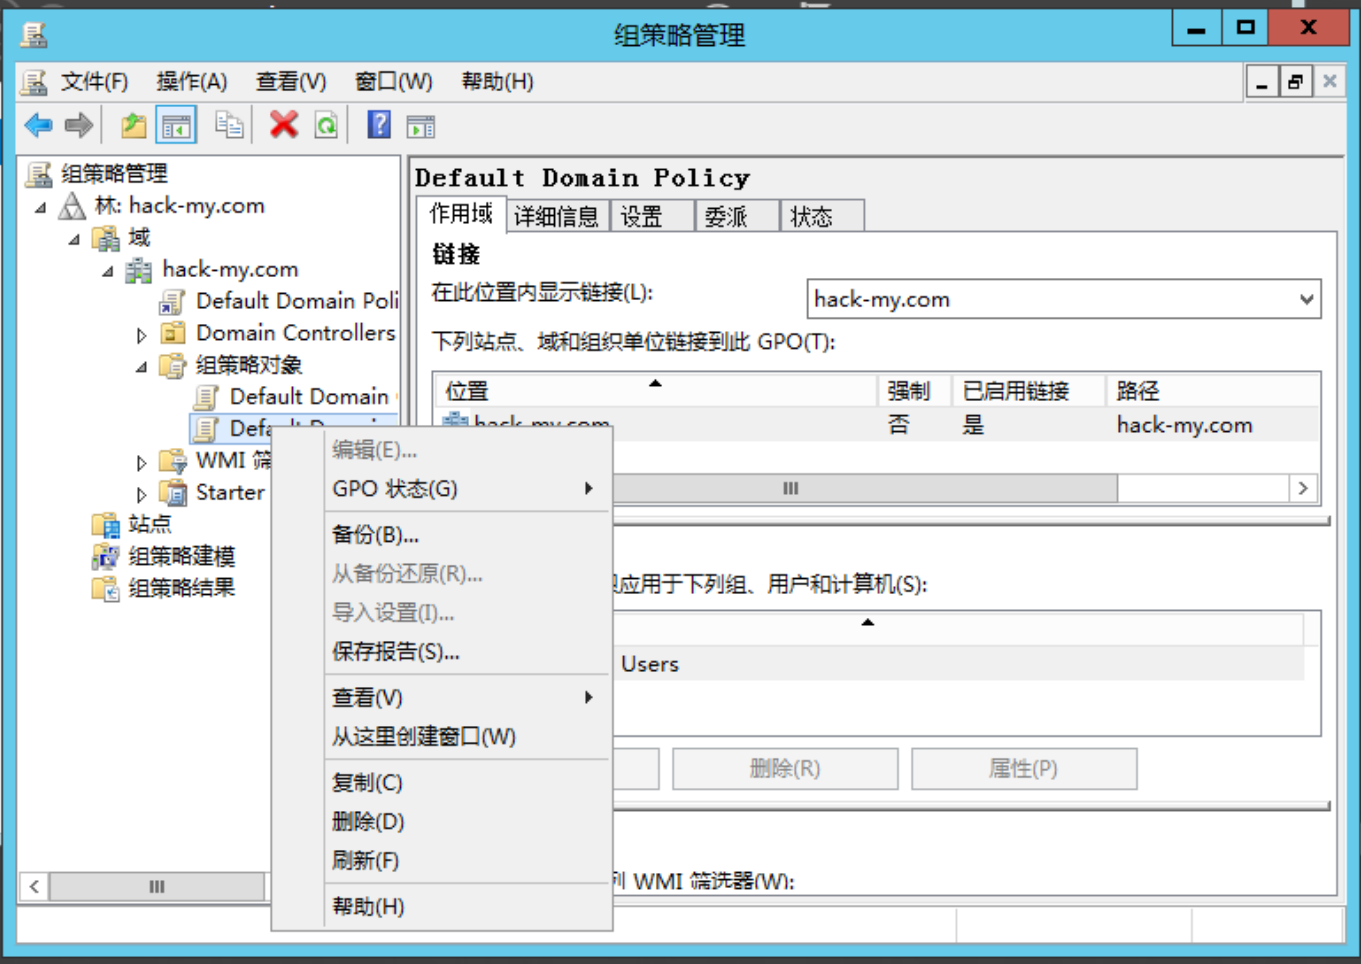 组策略管理
文件(F) 操作(A) 查看(V) 窗口(W) 帮助(H)
组策略管理
林: hack-my.com
域
hack-my.com
Default Domain Poli
Domain Controllers
组策略对象
Default Domain
Default Domain
WMI 筛
Starter
站点
组策略建模
组策略结果
Default Domain Policy
作用域 详细信息 设置 委派 状态
链接
在此位置内显示链接(L):
hack-my.com
下列站点、域和组织单位链接到此 GPO(T):
位置 强制 已启用链接 路径
hack-my.com 否 是 hack-my.com
应用于下列组、用户和计算机(S):
Users
删除(R) 属性(P)
列 WMI 筛选器(W):
编辑(E)...
GPO 状态(G)
备份(B)...
从备份还原(R)...
导入设置(I)...
保存报告(S)...
查看(V)
从这里创建窗口(W)
复制(C)
删除(D)
刷新(F)
帮助(H)